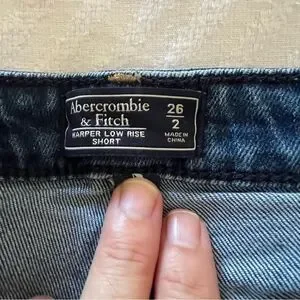 Abercrombie
& Fitch
HARPER LOW RISE
SHORT
26
2
MADE IN
CHINA